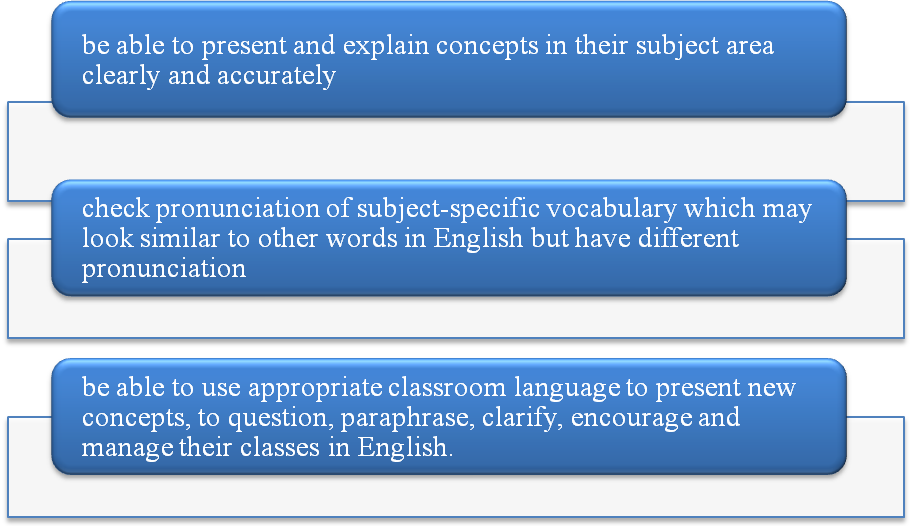 be able to present and explain concepts in their subject area
clearly and accurately
check pronunciation of subject-specific vocabulary which may
look similar to other words in English but have different
pronunciation
be able to use appropriate classroom language to present new
concepts, to question, paraphrase, clarify, encourage and
manage their classes in English.